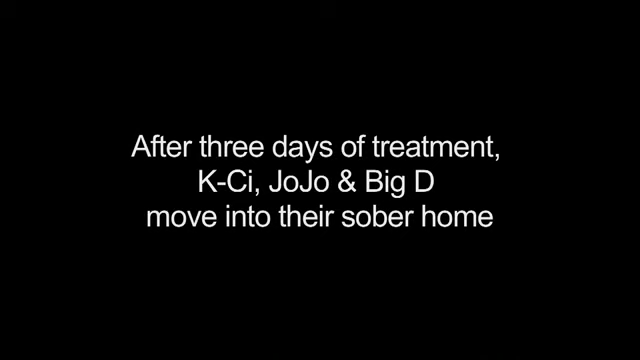 After three days of treatment,
K-Ci, JoJo & Big D
move into their sober home